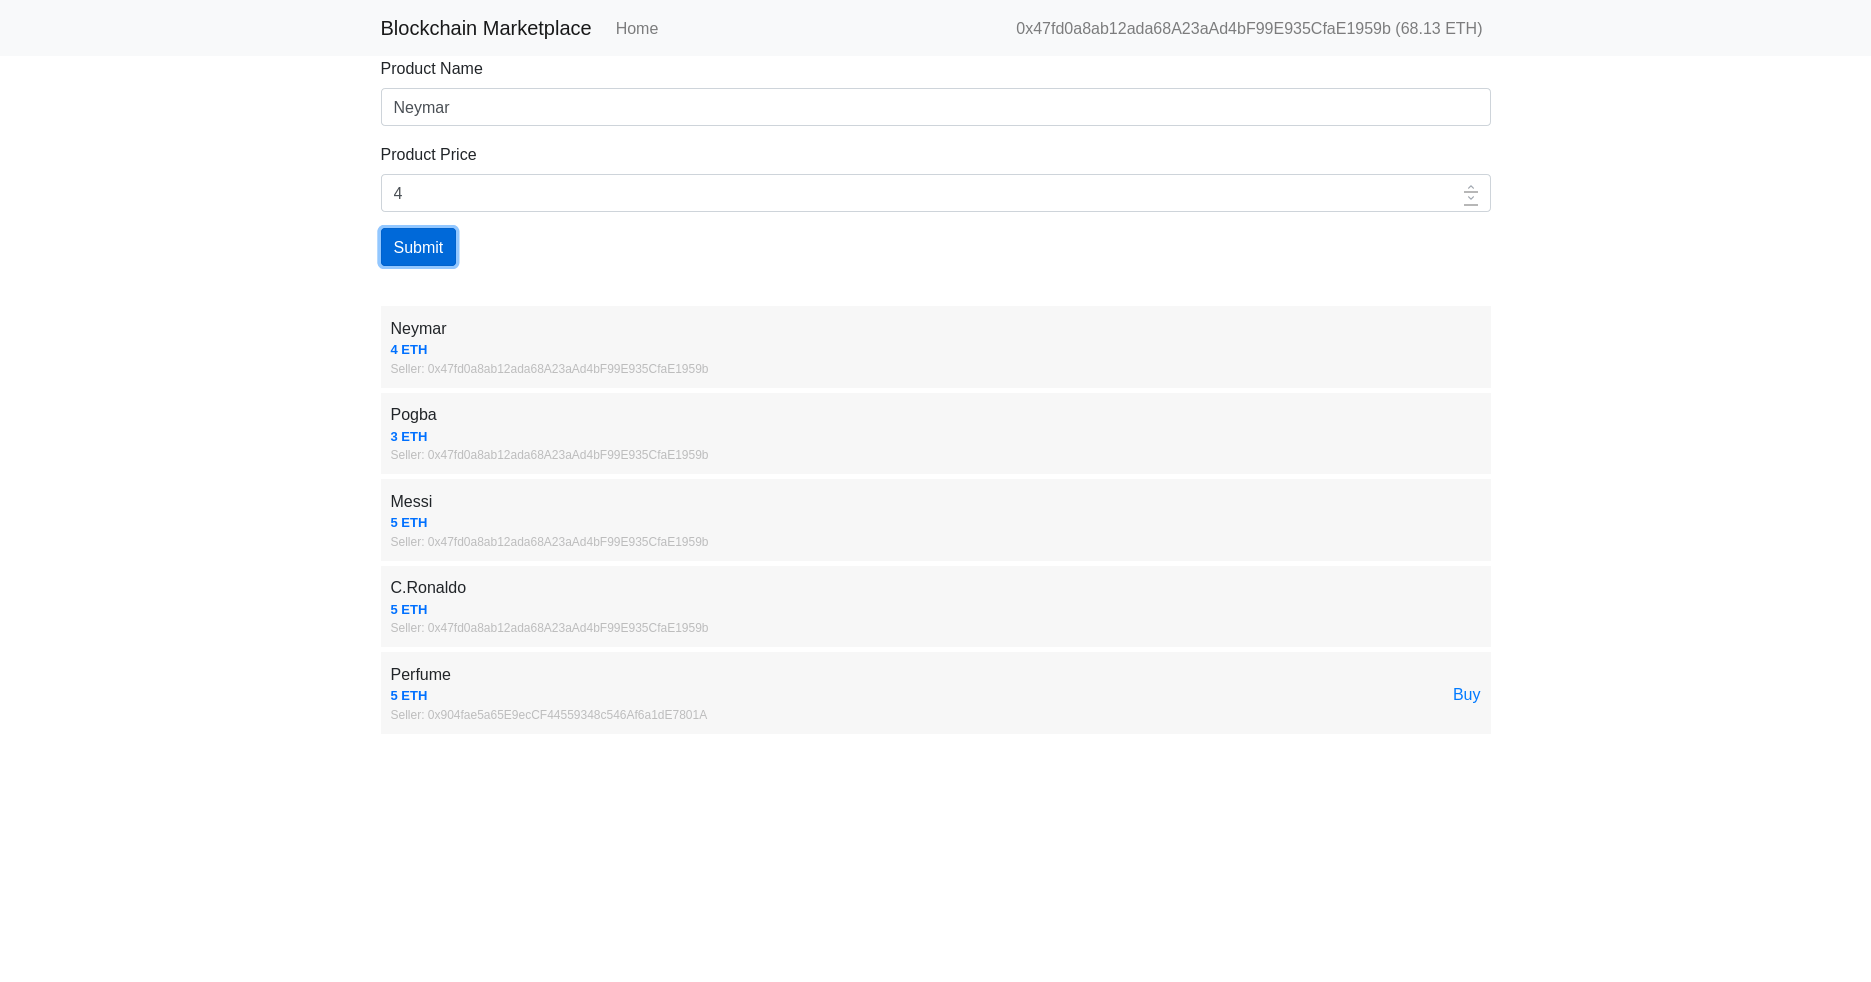 Blockchain Marketplace Home 0x47fd0a8ab12ada68A23aAd4bF99E935CfaE1959b (68.13 ETH)
Product Name
Neymar
Product Price
4
Submit
Neymar
4 ETH
Seller: 0x47fd0a8ab12ada68A23aAd4bF99E935CfaE1959b
Pogba
3 ETH
Seller: 0x47fd0a8ab12ada68A23aAd4bF99E935CfaE1959b
Messi
5 ETH
Seller: 0x47fd0a8ab12ada68A23aAd4bF99E935CfaE1959b
C.Ronaldo
5 ETH
Seller: 0x47fd0a8ab12ada68A23aAd4bF99E935CfaE1959b
Perfume
5 ETH
Buy
Seller: 0x904fae5a65E9ecCF44559348c546Af6a1dE7801A